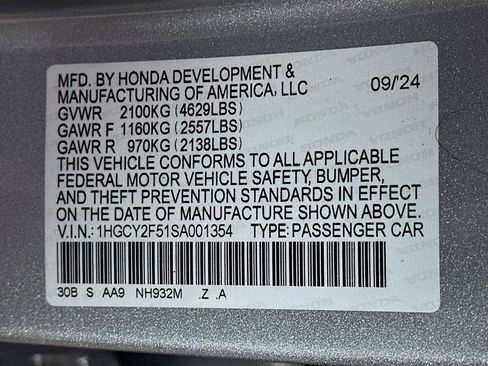 MFD. BY HONDA DEVELOPMENT &
MANUFACTURING OF AMERICA, LLC 09/'24
GVWR 2100KG (4629LBS)
GAWR F 1160KG (2557LBS)
GAWR R 970KG (2138LBS)
THIS VEHICLE CONFORMS TO ALL APPLICABLE
FEDERAL MOTOR VEHICLE SAFETY, BUMPER,
AND THEFT PREVENTION STANDARDS IN EFFECT
ON THE DATE OF MANUFACTURE SHOWN ABOVE.
V.I.N.: 1HGCY2F51SA001354 TYPE: PASSENGER CAR
30B S AA9 NH932M .Z .A